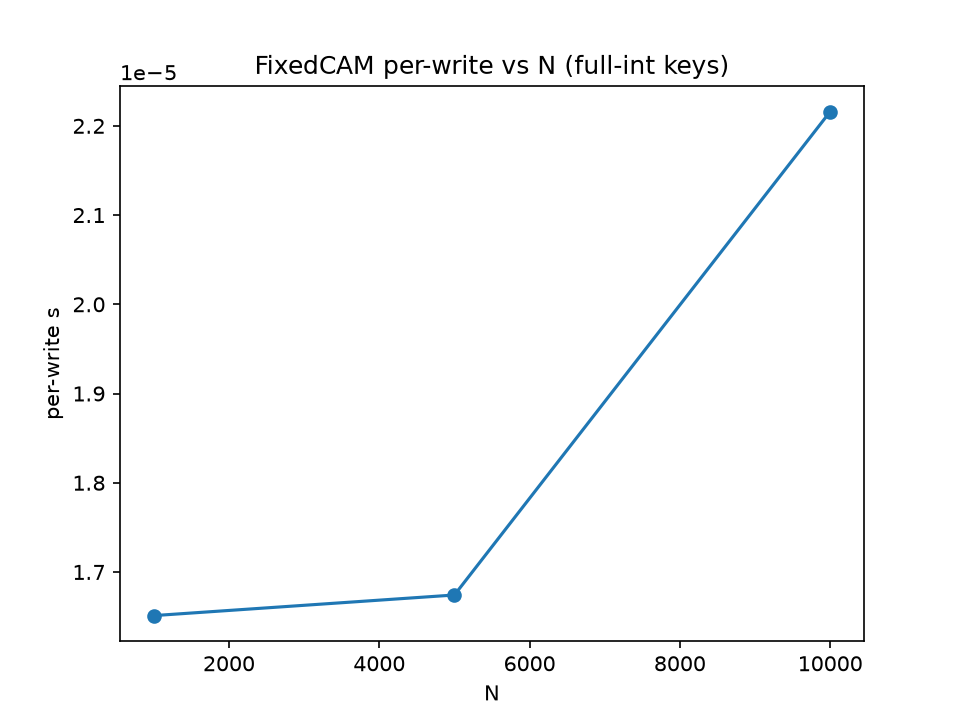 FixedCAM per-write vs N (full-int keys)
1e−5
2.2
2.1
2.0
1.9
1.8
1.7
per-write s
2000 4000 6000 8000 10000
N